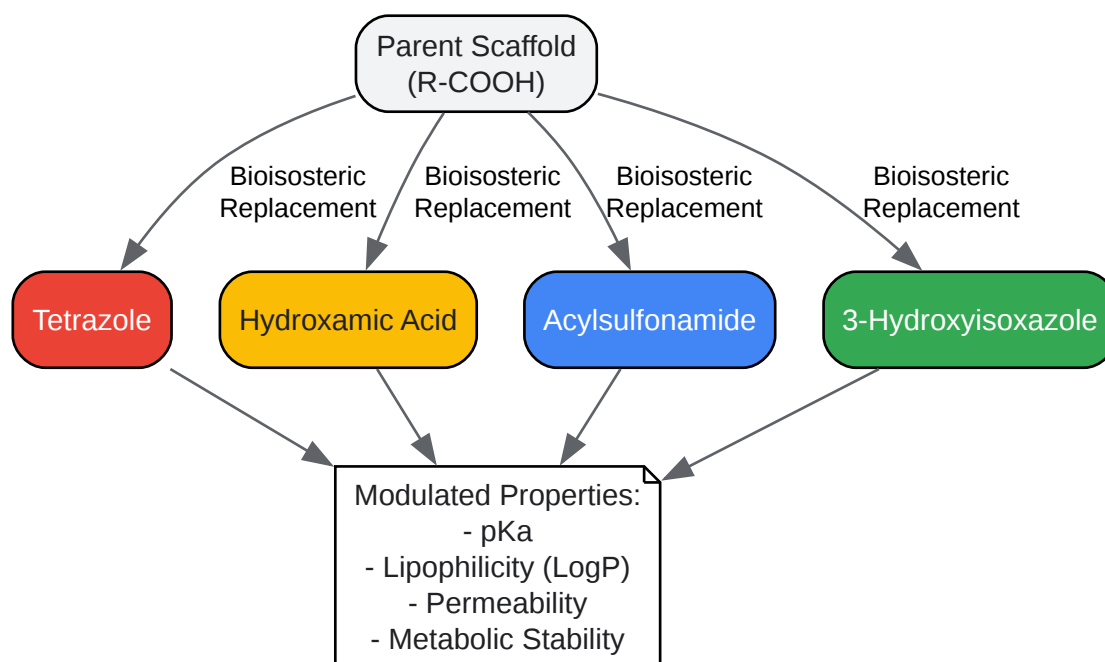 Parent Scaffold
(R-COOH)
Bioisosteric
Replacement
Bioisosteric
Replacement
Bioisosteric
Replacement
Bioisosteric
Replacement
Tetrazole
Hydroxamic Acid
Acylsulfonamide
3-Hydroxyisoxazole
Modulated Properties:
- pKa
- Lipophilicity (LogP)
- Permeability
- Metabolic Stability